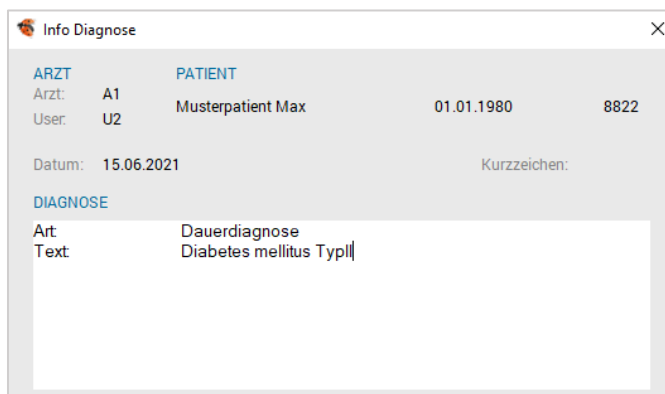 Info Diagnose
ARZT PATIENT
Arzt: A1
Musterpatient Max 01.01.1980 8822
User: U2
Datum: 15.06.2021 Kurzzeichen:
DIAGNOSE
Art: Dauerdiagnose
Text: Diabetes mellitus TypII